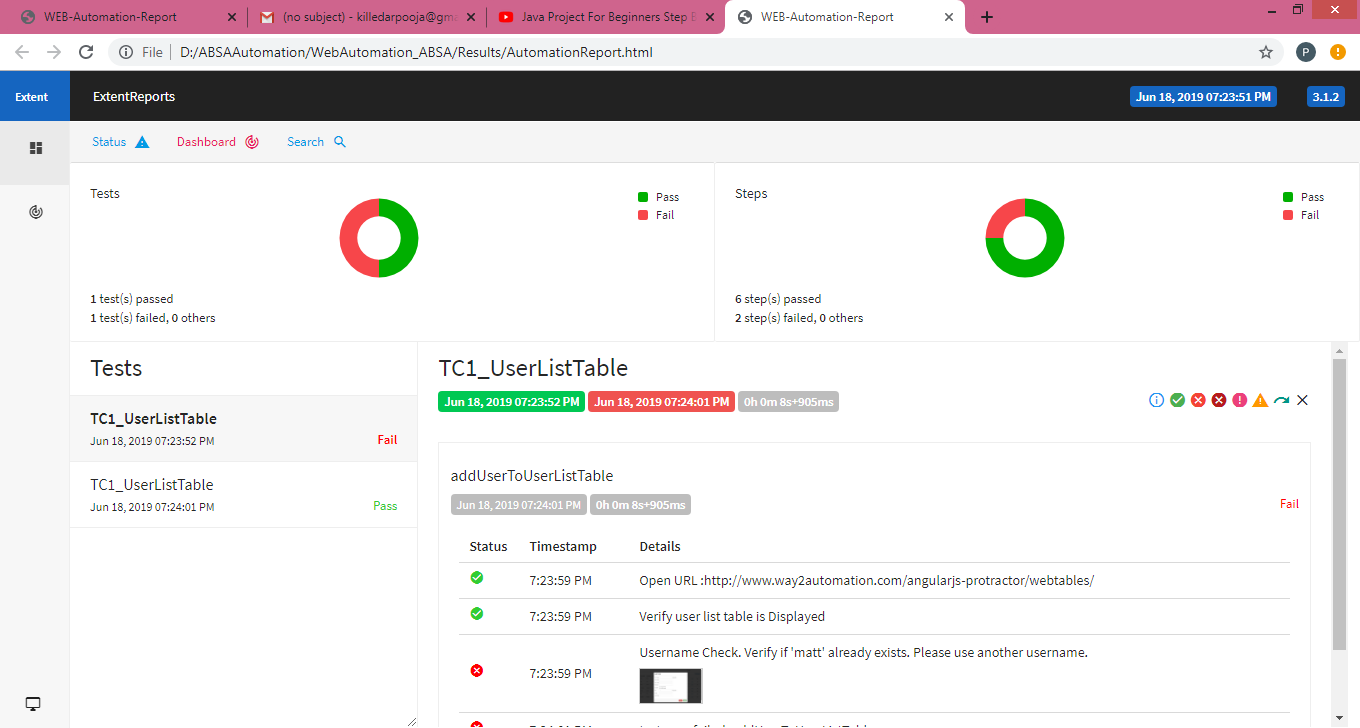 WEB-Automation-Report
(no subject) - killedarpooja@gma
Java Project For Beginners Step B
WEB-Automation-Report
File
D:/ABSAAutomation/WebAutomation_ABSA/Results/AutomationReport.html
P
Extent
ExtentReports
Jun 18, 2019 07:23:51 PM
3.1.2
Status
Dashboard
Search
Tests
Pass
Fail
1 test(s) passed
1 test(s) failed, 0 others
Steps
Pass
Fail
6 step(s) passed
2 step(s) failed, 0 others
Tests
TC1_UserListTable
Jun 18, 2019 07:23:52 PM
Fail
TC1_UserListTable
Jun 18, 2019 07:24:01 PM
Pass
TC1_UserListTable
Jun 18, 2019 07:23:52 PM
Jun 18, 2019 07:24:01 PM
0h 0m 8s+905ms
addUserToUserListTable
Jun 18, 2019 07:24:01 PM
0h 0m 8s+905ms
Fail
Status Timestamp Details
7:23:59 PM Open URL :http://www.way2automation.com/angularjs-protractor/webtables/
7:23:59 PM Verify user list table is Displayed
7:23:59 PM Username Check. Verify if 'matt' already exists. Please use another username.